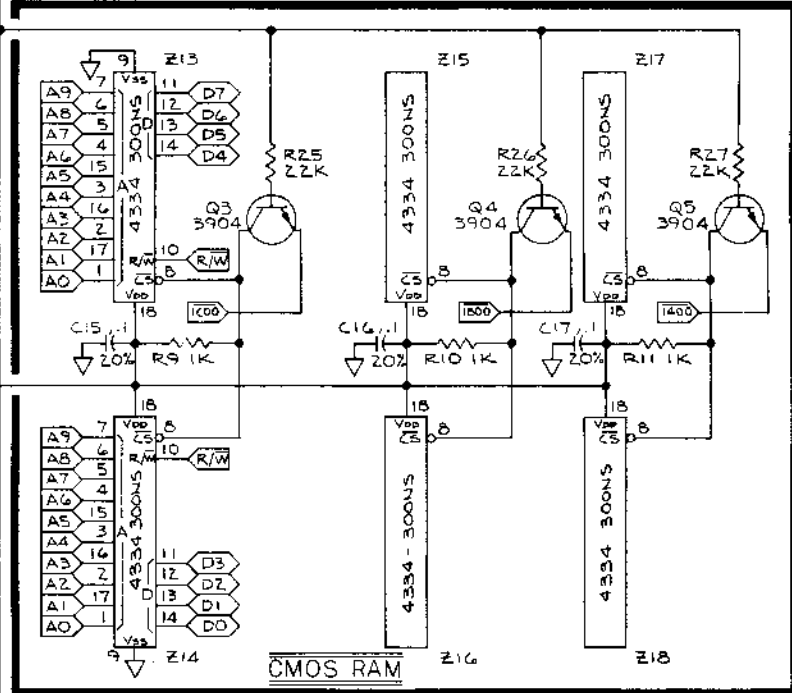 9 Z13 Z15 Z17
VSS
A9 7 11 D7
A8 6 12 D6
A7 5 13 D5
A6 4 14 D4
A5 15
A4 3
A3 16
A2 2
A1 17 R/W 10 R/W
A0 1 CS 8
VDD
18
A
D
4334 300NS
R25
22K
Q3
3904
1C00
4334 300NS
CS 8
VDD
18
R26
22K
Q4
3904
1800
4334 300NS
CS 8
VDD
18
R27
22K
Q5
3904
1400
C15 .1
20%
R9 1K
C16 .1
20%
R10 1K
C17 .1
20%
R11 1K
18
VDD
CS 8
A9 7
A8 6 R/W 10 R/W
A7 5
A6 4
A5 15
A4 3
A3 16 11 D3
A2 2 12 D2
A1 17 13 D1
A0 1 14 D0
A
D
4334 300NS
VSS
9 Z14
18
VDD
CS 8
4334-300NS
Z16
18
VDD
CS 8
4334 300NS
Z18
CMOS RAM